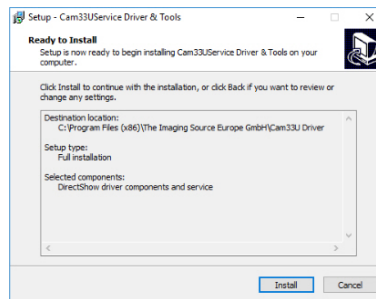 Setup - Cam33UService Driver & Tools
Ready to Install
Setup is now ready to begin installing Cam33UService Driver & Tools on your
computer.
Click Install to continue with the installation, or click Back if you want to review or
change any settings.
Destination location:
C:\Program Files (x86)\The Imaging Source Europe GmbH\Cam33U Driver
Setup type:
Full installation
Selected components:
DirectShow driver components and service
Install
Cancel